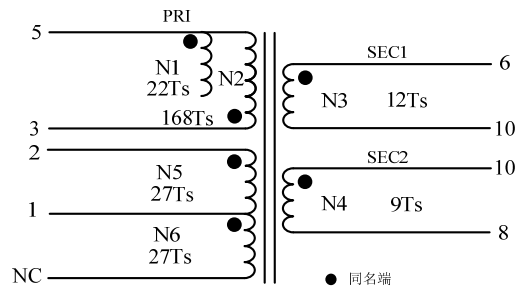 PRI
5
SEC1
6
N1
N2
22Ts
N3
12Ts
168Ts
3
10
2
SEC2
10
N5
27Ts
N4
9Ts
1
N6
8
27Ts
NC
同名端